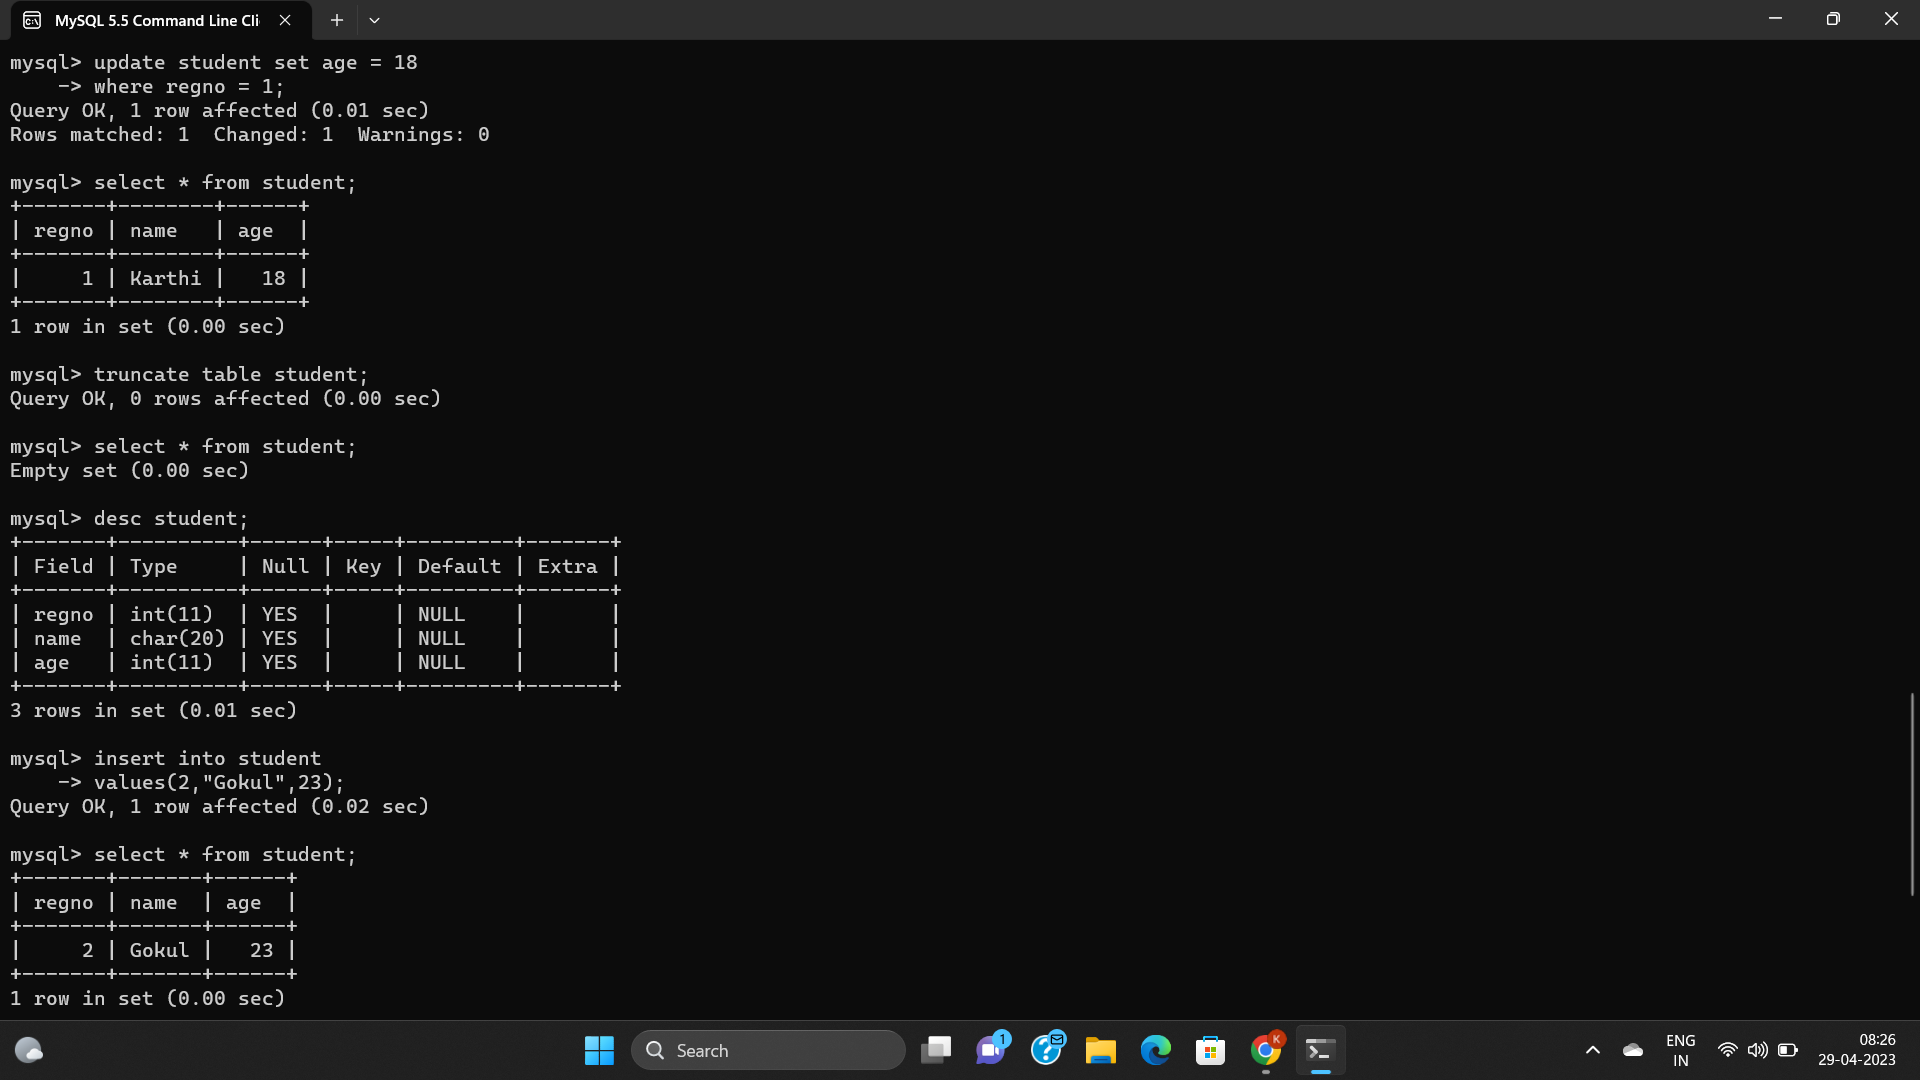 MySQL 5.5 Command Line Cli
mysql> update student set age = 18
    -> where regno = 1;
Query OK, 1 row affected (0.01 sec)
Rows matched: 1  Changed: 1  Warnings: 0

mysql> select * from student;
+-------+--------+------+
| regno | name   | age  |
+-------+--------+------+
|     1 | Karthi |   18 |
+-------+--------+------+
1 row in set (0.00 sec)

mysql> truncate table student;
Query OK, 0 rows affected (0.00 sec)

mysql> select * from student;
Empty set (0.00 sec)

mysql> desc student;
+-------+----------+------+-----+---------+-------+
| Field | Type     | Null | Key | Default | Extra |
+-------+----------+------+-----+---------+-------+
| regno | int(11)  | YES  |     | NULL    |       |
| name  | char(20) | YES  |     | NULL    |       |
| age   | int(11)  | YES  |     | NULL    |       |
+-------+----------+------+-----+---------+-------+
3 rows in set (0.01 sec)

mysql> insert into student
    -> values(2,"Gokul",23);
Query OK, 1 row affected (0.02 sec)

mysql> select * from student;
+-------+-------+------+
| regno | name  | age  |
+-------+-------+------+
|     2 | Gokul |   23 |
+-------+-------+------+
1 row in set (0.00 sec)
Search
1
K
ENG
IN
08:26
29-04-2023